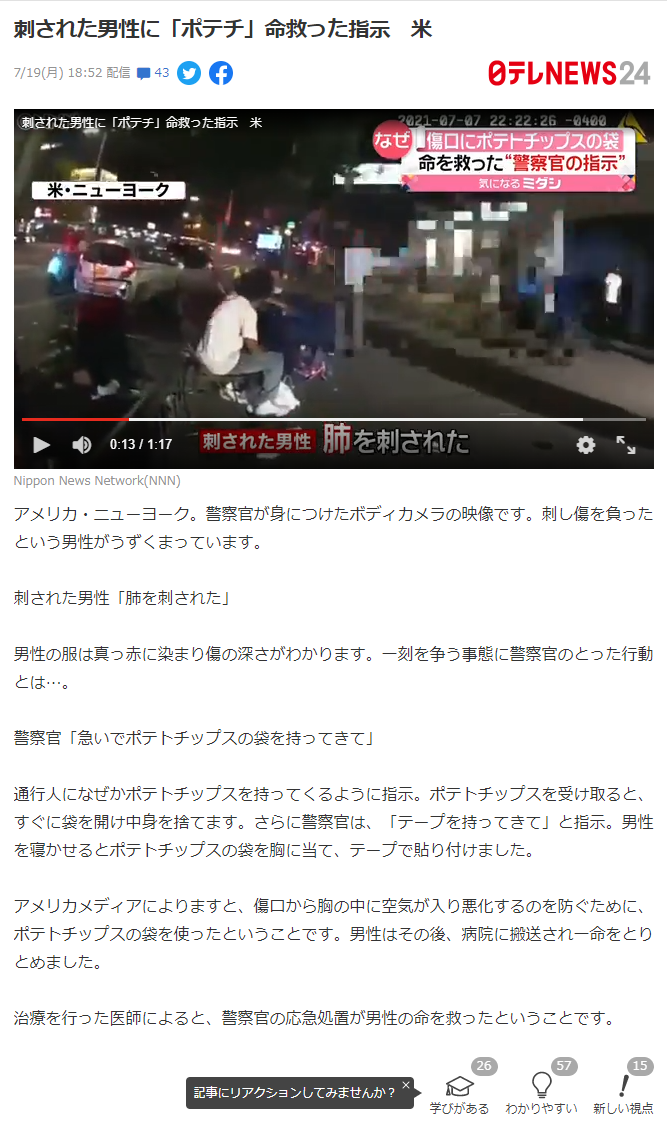 刺された男性に「ポテチ」命救った指示　米
7/19(月) 18:52 配信 43
日テレNEWS24
刺された男性に「ポテチ」命救った指示　米
2021-07-07 22:22:26 -0400
なぜ
傷口にポテトチップスの袋
命を救った“警察官の指示”
気になるミダシ
米・ニューヨーク
0:13 / 1:17
刺された男性 肺を刺された
Nippon News Network(NNN)
アメリカ・ニューヨーク。警察官が身につけたボディカメラの映像です。刺し傷を負った
という男性がうずくまっています。
刺された男性「肺を刺された」
男性の服は真っ赤に染まり傷の深さがわかります。一刻を争う事態に警察官のとった行動
とは…。
警察官「急いでポテトチップスの袋を持ってきて」
通行人になぜかポテトチップスを持ってくるように指示。ポテトチップスを受け取ると、
すぐに袋を開け中身を捨てます。さらに警察官は、「テープを持ってきて」と指示。男性
を寝かせるとポテトチップスの袋を胸に当て、テープで貼り付けました。
アメリカメディアによりますと、傷口から胸の中に空気が入り悪化するのを防ぐために、
ポテトチップスの袋を使ったということです。男性はその後、病院に搬送され一命をとり
とめました。
治療を行った医師によると、警察官の応急処置が男性の命を救ったということです。
記事にリアクションしてみませんか？ ×
26
学びがある
57
わかりやすい
15
新しい視点